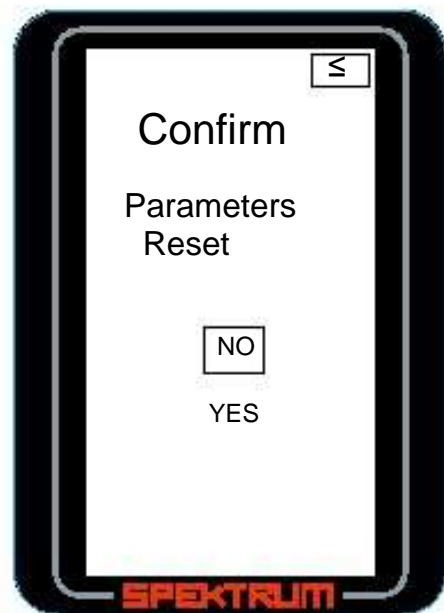 ≤
Confirm
Parameters
Reset
NO
YES
SPEKTRUM